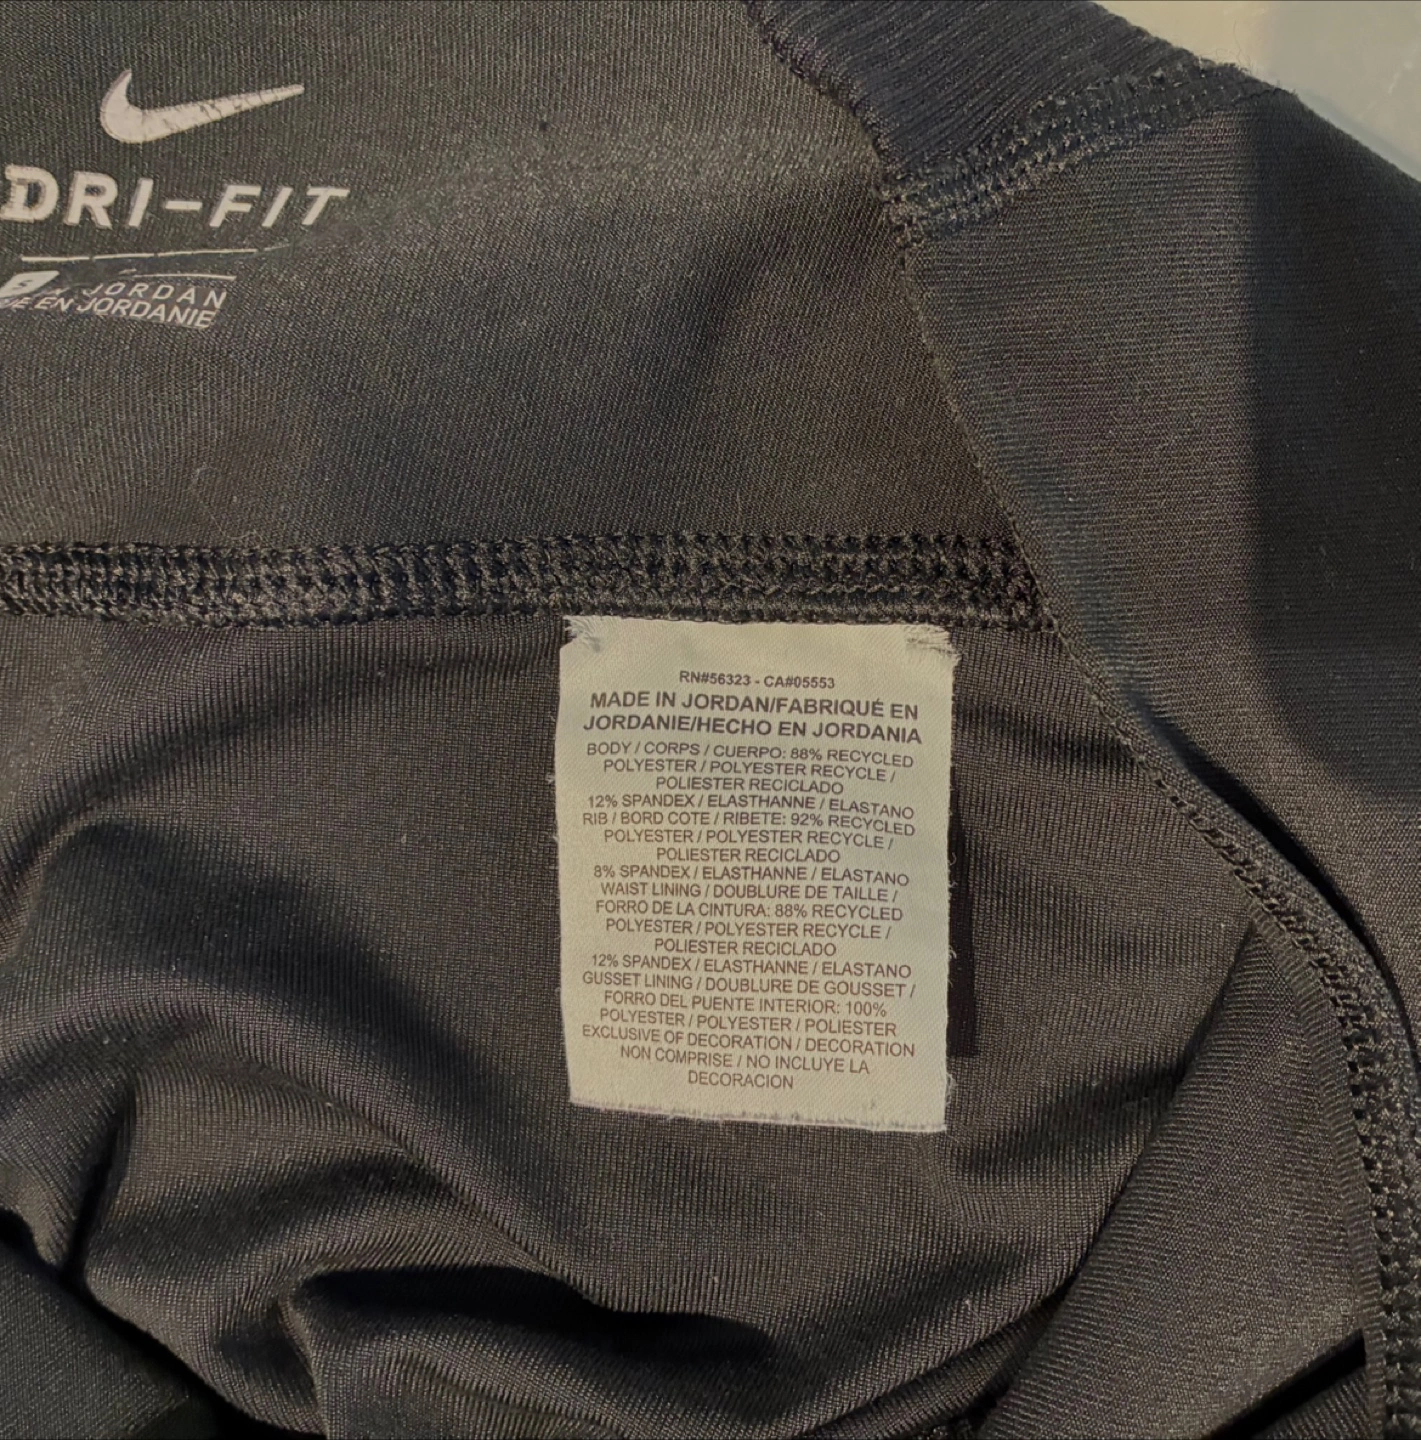 DRI-FIT
S
JORDAN
EN JORDANIE
RN#56323 - CA#05553
MADE IN JORDAN/FABRIQUÉ EN
JORDANIE/HECHO EN JORDANIA
BODY / CORPS / CUERPO: 88% RECYCLED
POLYESTER / POLYESTER RECYCLE /
POLIESTER RECICLADO
12% SPANDEX / ELASTHANNE / ELASTANO
RIB / BORD COTE / RIBETE: 92% RECYCLED
POLYESTER / POLYESTER RECYCLE /
POLIESTER RECICLADO
8% SPANDEX / ELASTHANNE / ELASTANO
WAIST LINING / DOUBLURE DE TAILLE /
FORRO DE LA CINTURA: 88% RECYCLED
POLYESTER / POLYESTER RECYCLE /
POLIESTER RECICLADO
12% SPANDEX / ELASTHANNE / ELASTANO
GUSSET LINING / DOUBLURE DE GOUSSET /
FORRO DEL PUENTE INTERIOR: 100%
POLYESTER / POLYESTER / POLIESTER
EXCLUSIVE OF DECORATION / DECORATION
NON COMPRISE / NO INCLUYE LA
DECORACION